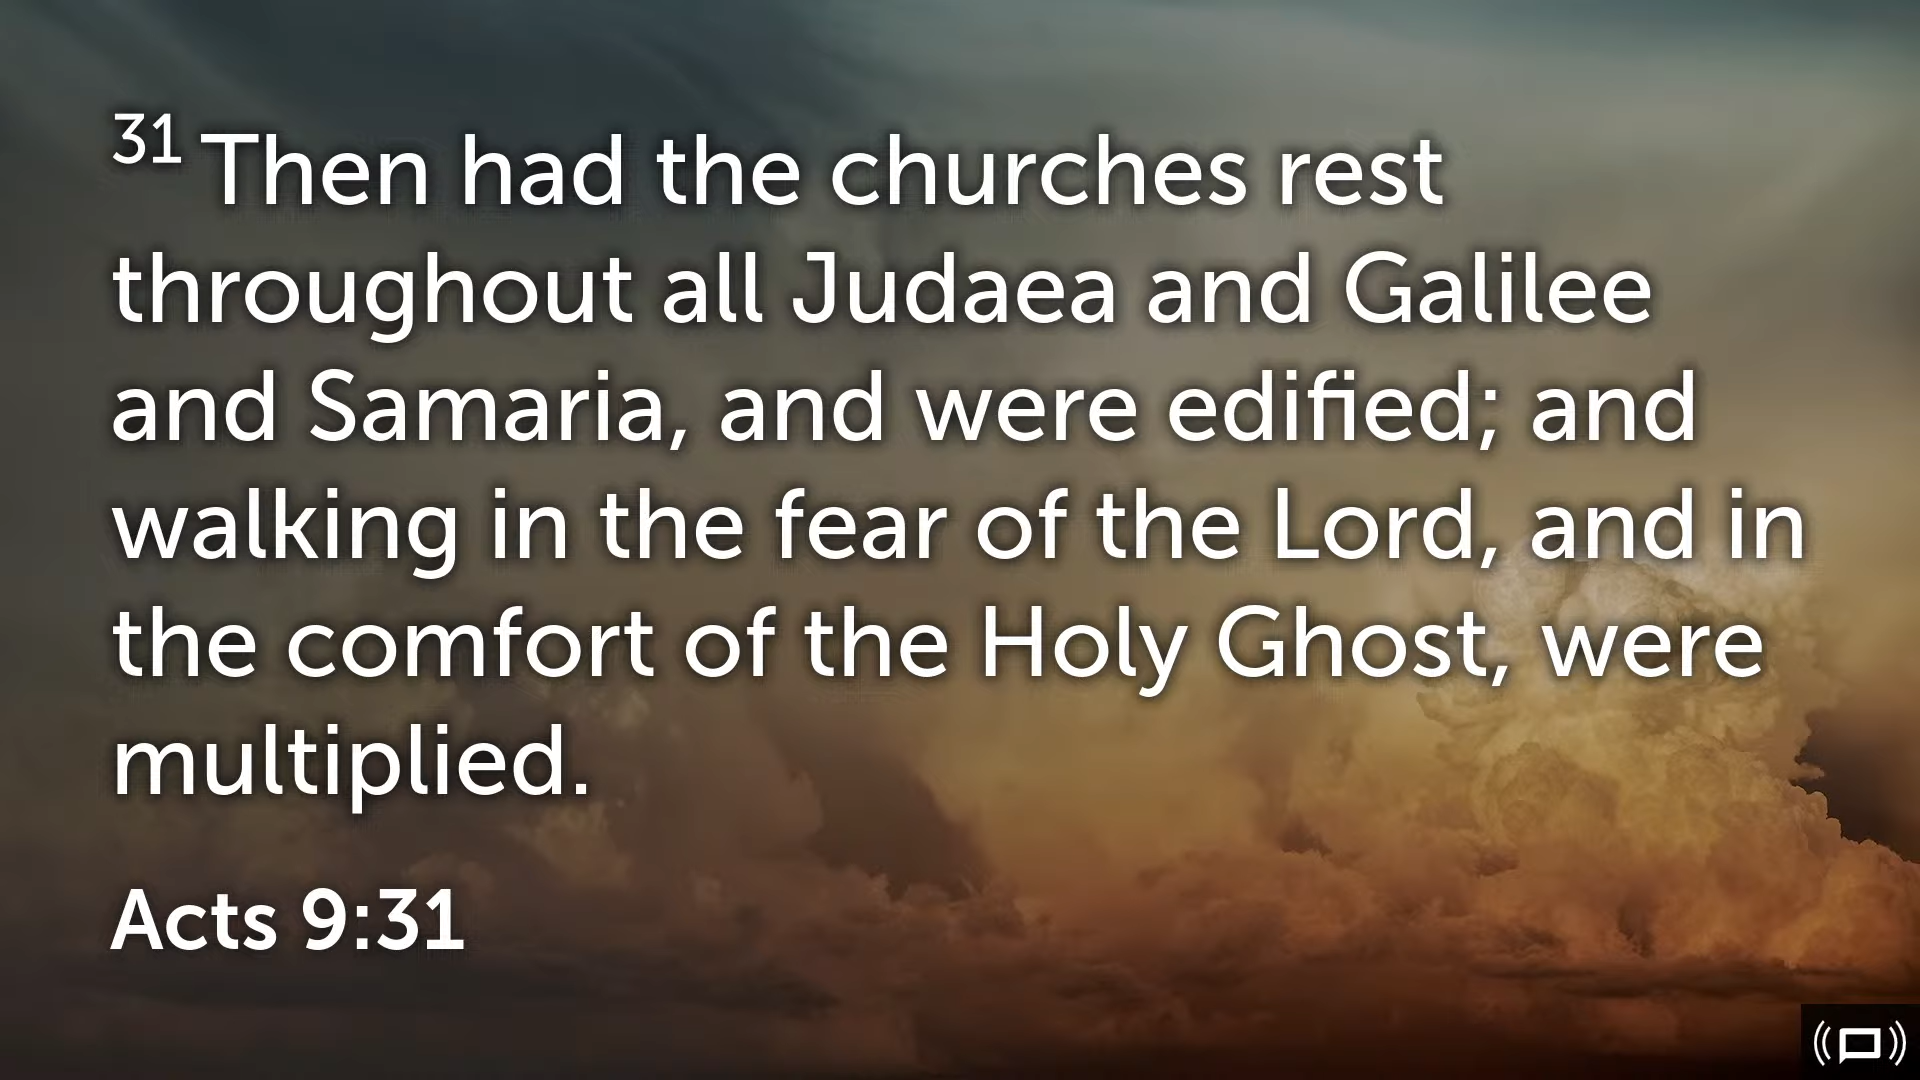 31 Then had the churches rest
throughout all Judaea and Galilee
and Samaria, and were edified; and
walking in the fear of the Lord, and in
the comfort of the Holy Ghost, were
multiplied.
Acts 9:31